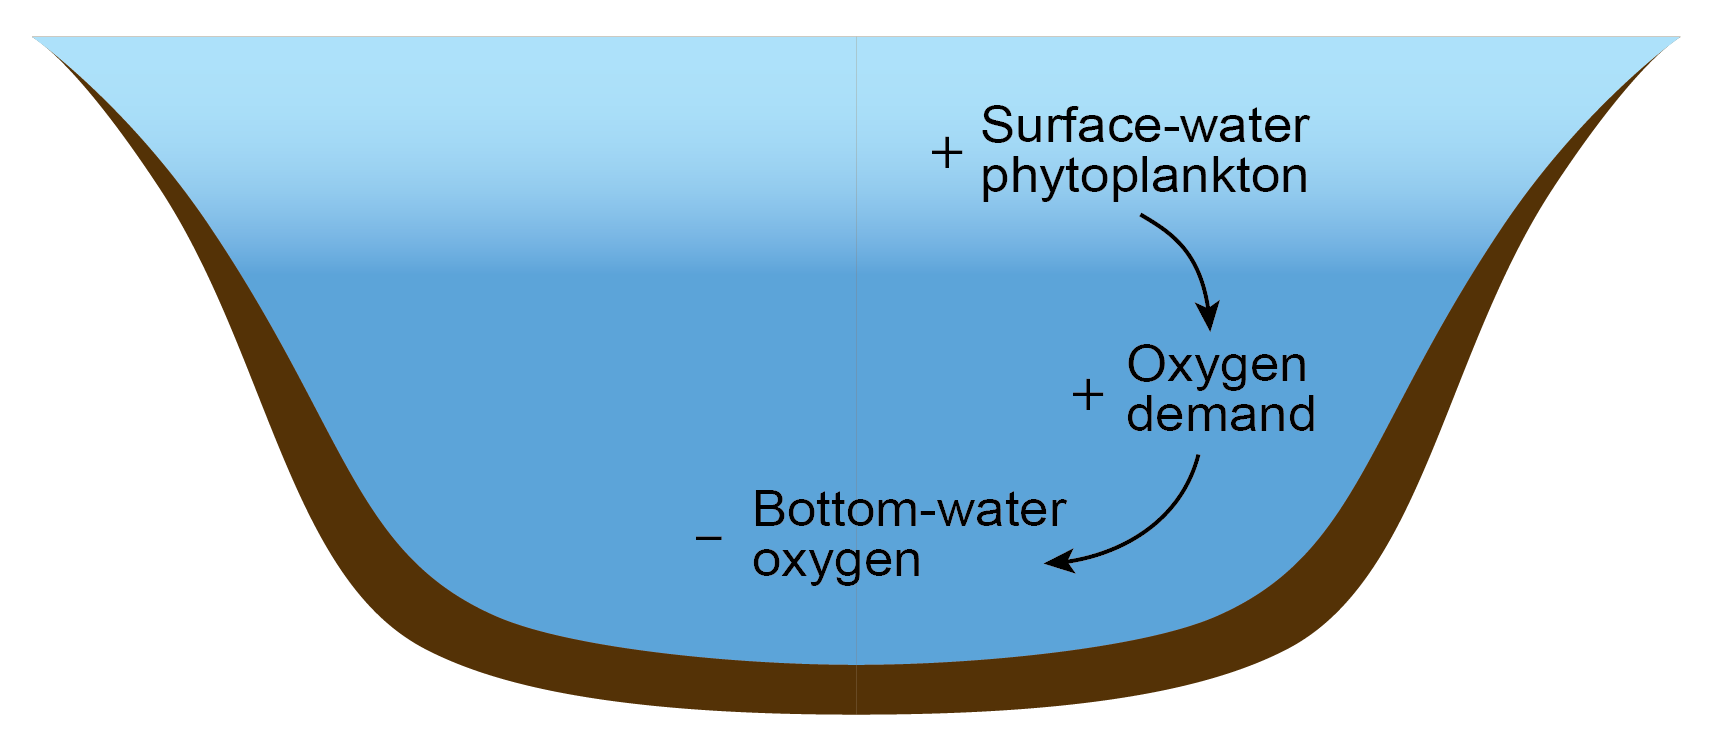 + Surface-water
phytoplankton
+ Oxygen
demand
− Bottom-water
oxygen